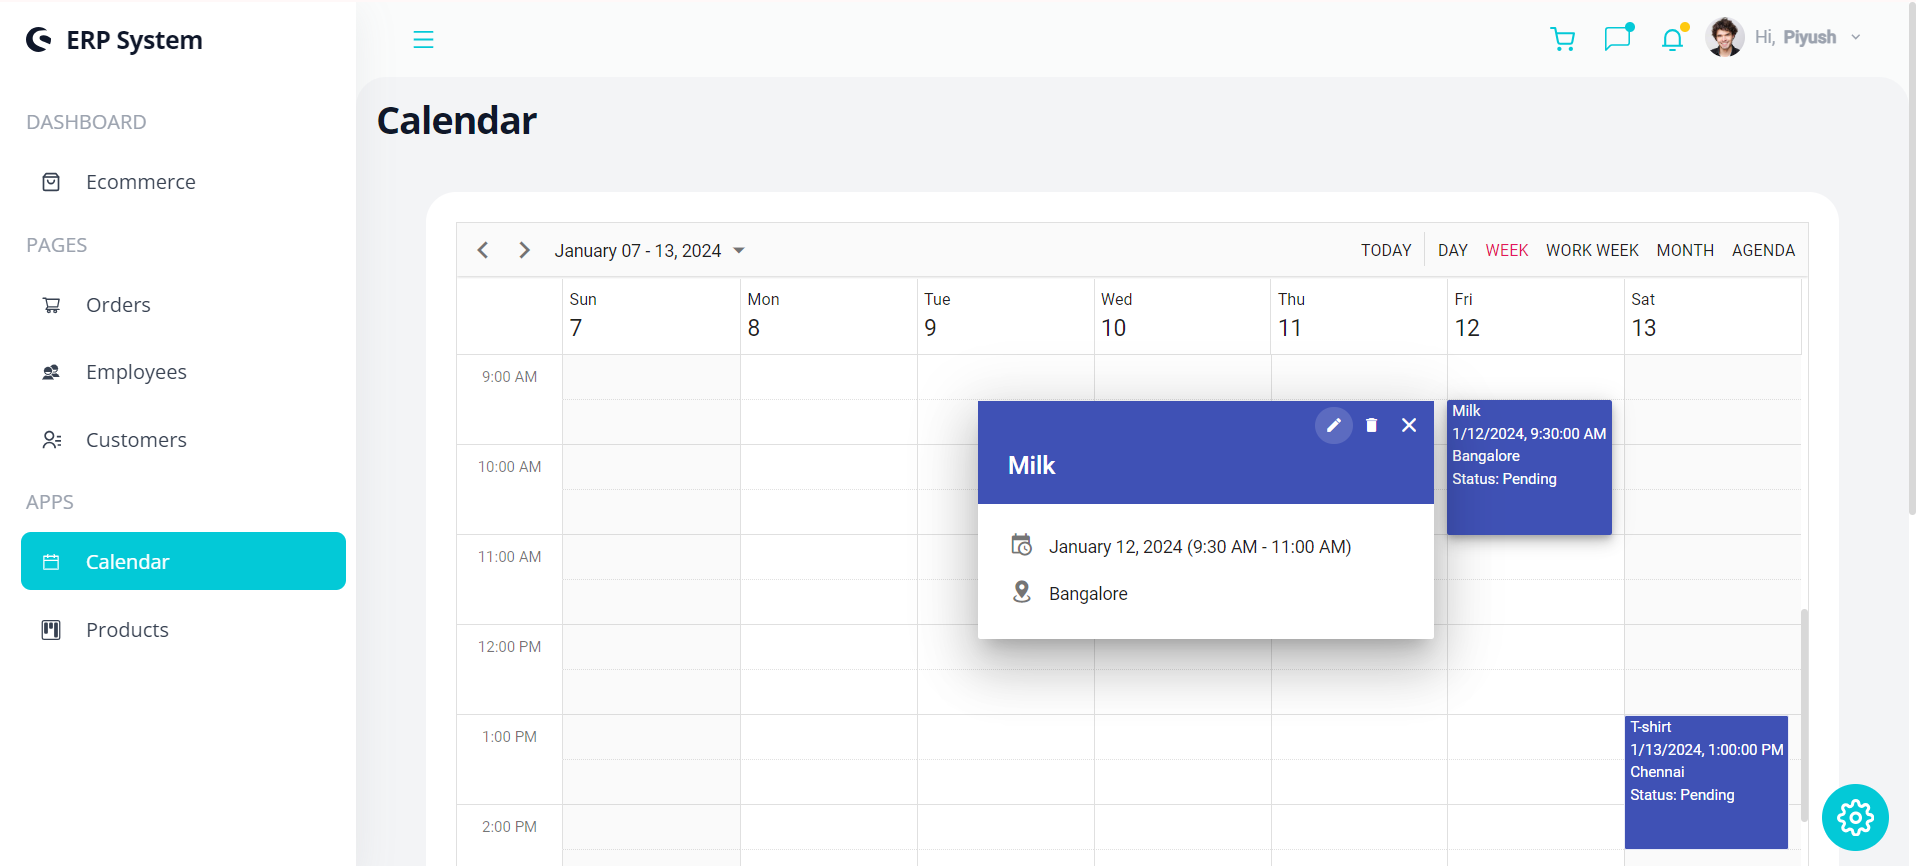 ERP System
Hi, Piyush
DASHBOARD
Ecommerce
PAGES
Orders
Employees
Customers
APPS
Calendar
Products
Calendar
January 07 - 13, 2024
TODAY DAY WEEK WORK WEEK MONTH AGENDA
Sun Mon Tue Wed Thu Fri Sat
7 8 9 10 11 12 13
9:00 AM
10:00 AM
11:00 AM
12:00 PM
1:00 PM
2:00 PM
Milk
January 12, 2024 (9:30 AM - 11:00 AM)
Bangalore
Milk
1/12/2024, 9:30:00 AM
Bangalore
Status: Pending
T-shirt
1/13/2024, 1:00:00 PM
Chennai
Status: Pending